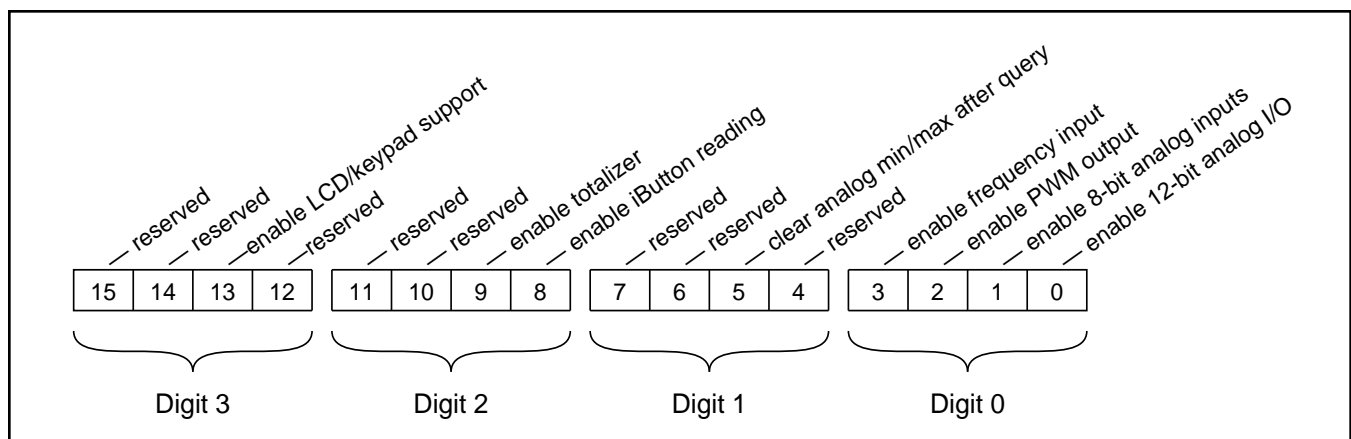 reserved
reserved
enable LCD/keypad support
reserved
reserved
reserved
enable totalizer
enable iButton reading
reserved
reserved
clear analog min/max after query
reserved
enable frequency input
enable PWM output
enable 8-bit analog inputs
enable 12-bit analog I/O
15 14 13 12 11 10 9 8 7 6 5 4 3 2 1 0
Digit 3 Digit 2 Digit 1 Digit 0